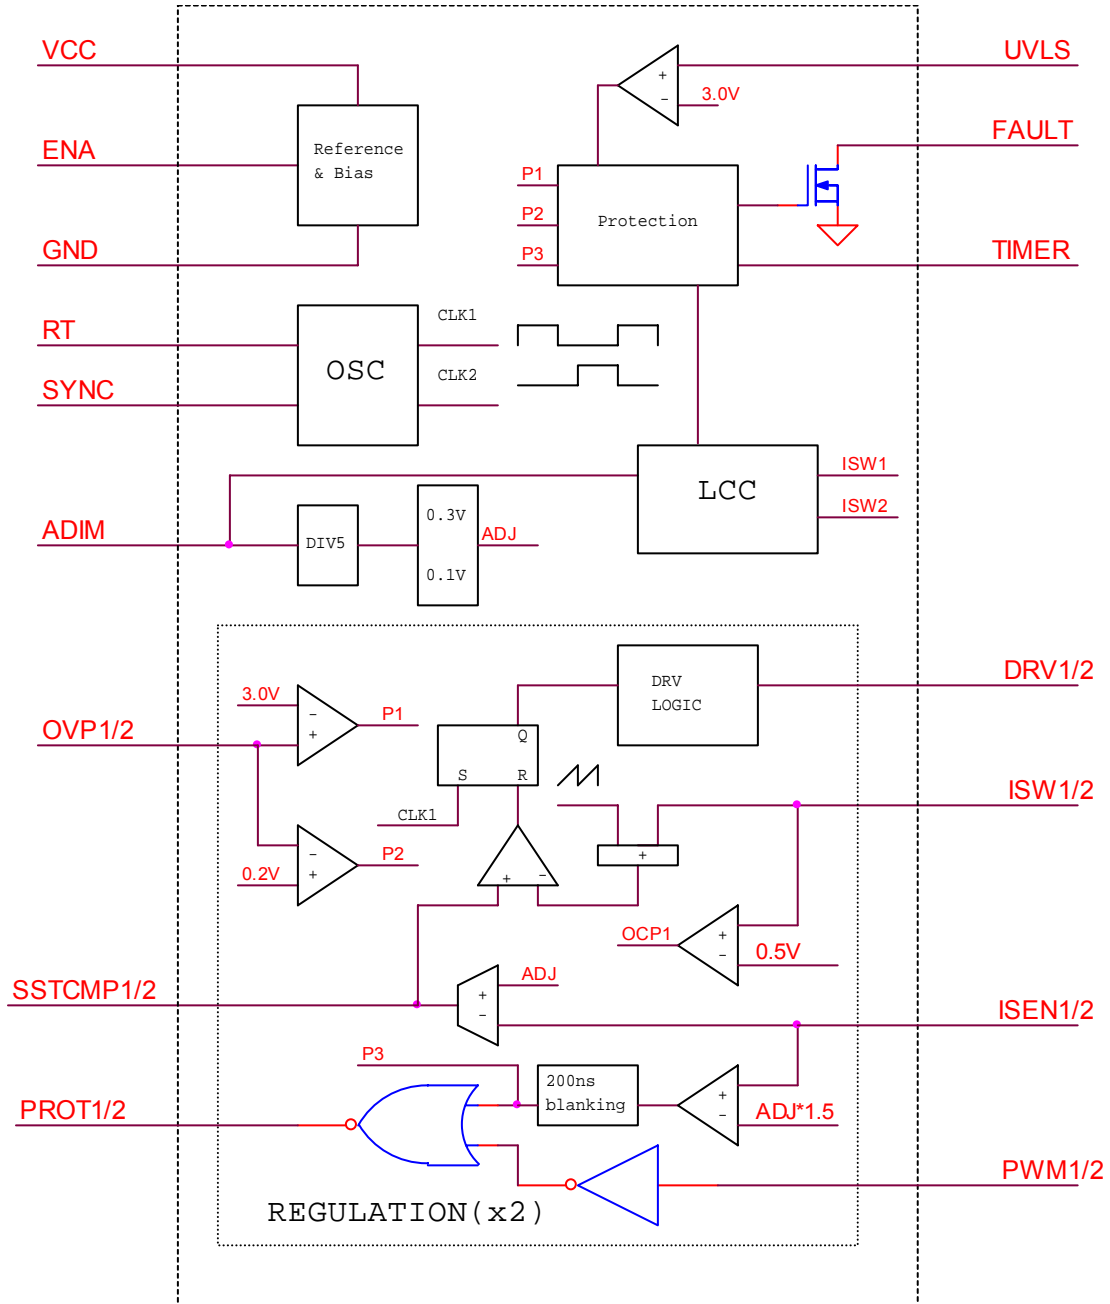 VCC
UVLS
+
−
3.0V
FAULT
ENA
Reference
& Bias
P1
P2
Protection
GND
P3
TIMER
RT
CLK1
OSC
CLK2
SYNC
ISW1
LCC
ISW2
0.3V
ADIM
DIV5
ADJ
0.1V
DRV1/2
DRV
LOGIC
3.0V
−
+
P1
OVP1/2
Q
S
R
ISW1/2
CLK1
+
−
+
P2
0.2V
+
−
OCP1
+
−
0.5V
ADJ
SSTCMP1/2
+
−
ISEN1/2
P3
200ns
blanking
+
−
ADJ*1.5
PROT1/2
PWM1/2
REGULATION(x2)